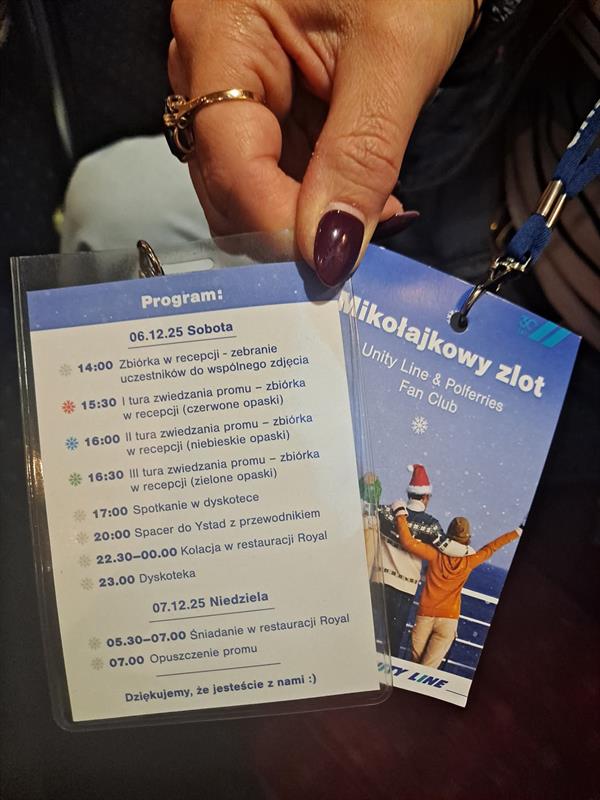 Program:
06.12.25 Sobota
14:00 Zbiórka w recepcji - zebranie
uczestników do wspólnego zdjęcia
15:30 I tura zwiedzania promu – zbiórka
w recepcji (czerwone opaski)
16:00 II tura zwiedzania promu – zbiórka
w recepcji (niebieskie opaski)
16:30 III tura zwiedzania promu – zbiórka
w recepcji (zielone opaski)
17:00 Spotkanie w dyskotece
20:00 Spacer do Ystad z przewodnikiem
22.30–00.00 Kolacja w restauracji Royal
23.00 Dyskoteka
07.12.25 Niedziela
05.30–07.00 Śniadanie w restauracji Royal
07.00 Opuszczenie promu
Dziękujemy, że jesteście z nami :)
Mikołajkowy zlot
Unity Line & Polferries
Fan Club
LINE